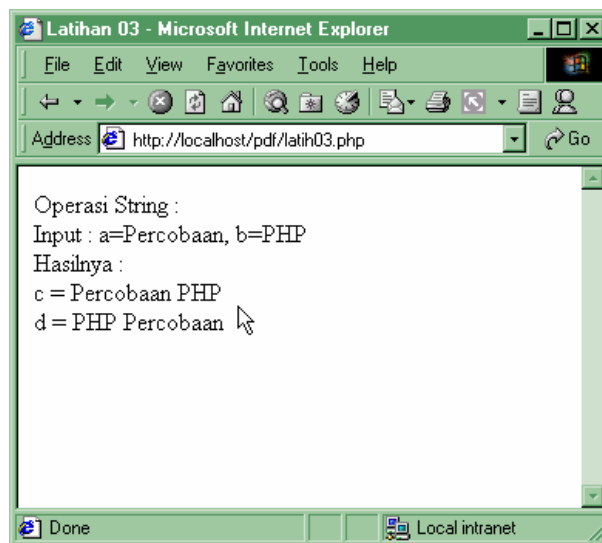 Latihan 03 - Microsoft Internet Explorer
File Edit View Favorites Tools Help
Address http://localhost/pdf/latih03.php Go
Operasi String :
Input : a=Percobaan, b=PHP
Hasilnya :
c = Percobaan PHP
d = PHP Percobaan
Done Local intranet